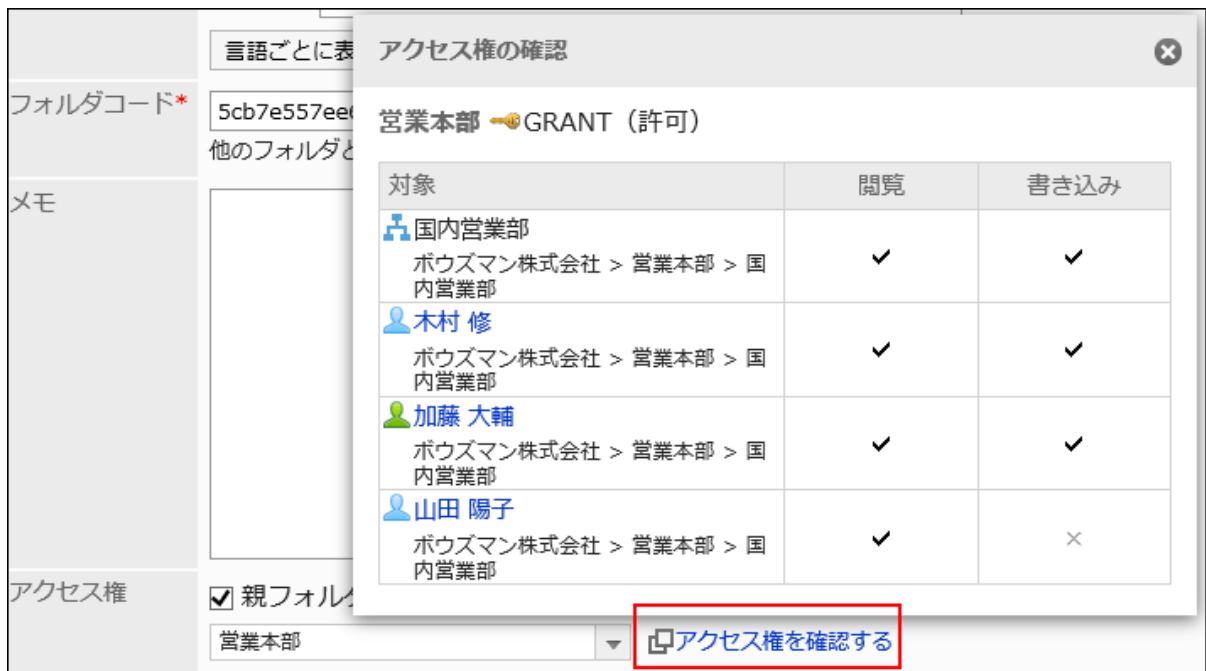 言語ごとに表
アクセス権の確認
フォルダコード*
5cb7e557ee
他のフォルダと
営業本部 GRANT（許可）
対象 閲覧 書き込み
メモ
国内営業部
ボウズマン株式会社 > 営業本部 > 国
内営業部
木村 修
ボウズマン株式会社 > 営業本部 > 国
内営業部
加藤 大輔
ボウズマン株式会社 > 営業本部 > 国
内営業部
山田 陽子
ボウズマン株式会社 > 営業本部 > 国
内営業部
アクセス権
親フォル
営業本部
アクセス権を確認する